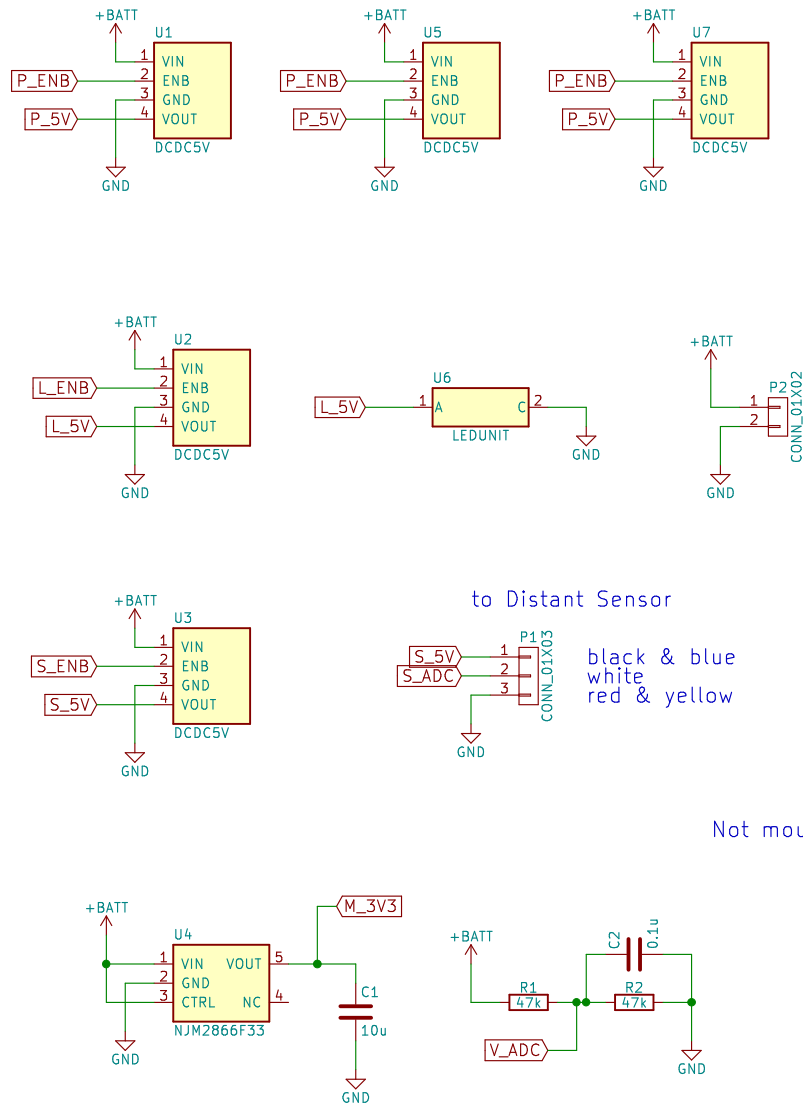 +BATT
U1
1 VIN
P_ENB 2 ENB
3 GND
P_5V 4 VOUT
DCDC5V
GND
+BATT
U5
1 VIN
P_ENB 2 ENB
3 GND
P_5V 4 VOUT
DCDC5V
GND
+BATT
U7
1 VIN
P_ENB 2 ENB
3 GND
P_5V 4 VOUT
DCDC5V
GND
+BATT
U2
1 VIN
L_ENB 2 ENB
3 GND
L_5V 4 VOUT
DCDC5V
GND
U6
L_5V 1 A C 2
LEDUNIT
GND
+BATT
P2
1
2
CONN_01X02
GND
+BATT
U3
1 VIN
S_ENB 2 ENB
3 GND
S_5V 4 VOUT
DCDC5V
GND
to Distant Sensor
P1
S_5V 1
S_ADC 2
3
CONN_01X03
GND
black & blue
white
red & yellow
Not mou
+BATT
U4
M_3V3
1 VIN VOUT 5
2 GND
3 CTRL NC 4
NJM2866F33
GND
C1
10u
GND
+BATT
C2
0.1u
R1
47k
R2
47k
V_ADC
GND